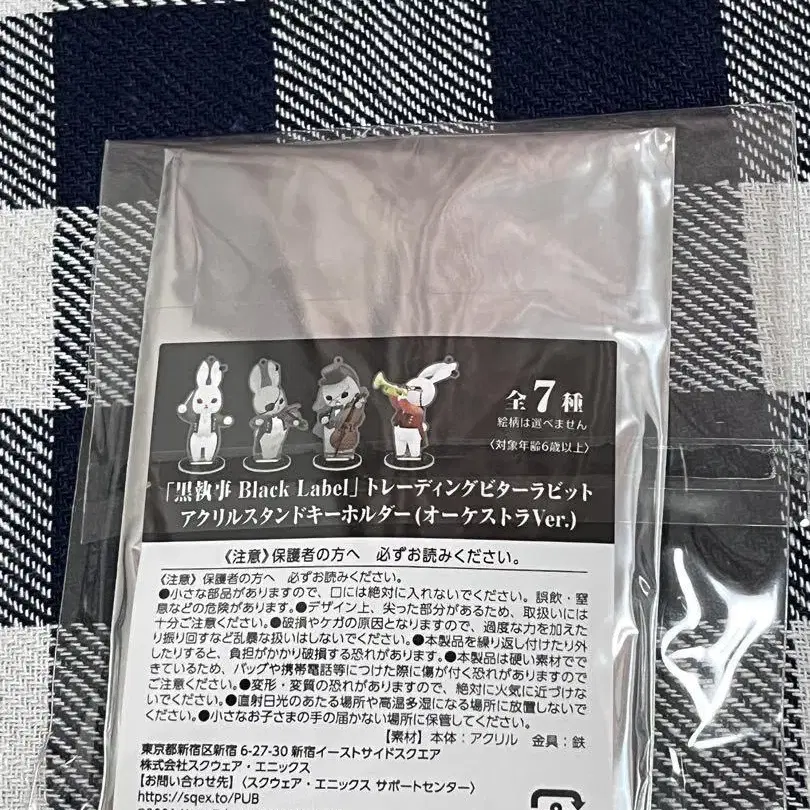 全7種
絵柄は選べません
〈対象年齢6歳以上〉
「黒執事 Black Label」トレーディングビターラビット
アクリルスタンドキーホルダー(オーケストラVer.)
《注意》保護者の方へ 必ずお読みください。
《注意》保護者の方へ 必ずお読みください。
●小さな部品がありますので、口には絶対に入れないでください。誤飲・窒
息などの危険があります。●デザイン上、尖った部分があるため、取扱いには
十分ご注意ください。●破損やケガの原因となりますので、過度な力を加えた
り振り回すなど乱暴な扱いはしないでください。●本製品を繰り返し付けたり外
したりすると、負担がかかり破損する恐れがあります。●本製品は硬い素材でで
きているため、バッグや携帯電話等につけた際に傷が付く恐れがありますので
ご注意ください。●変形・変質の恐れがありますので、絶対に火気に近づけな
いでください。●直射日光のあたる場所や高温多湿になる場所に放置しないで
ください。●小さなお子さまの手の届かない場所に保管してください。
【素材】本体：アクリル 金具：鉄
東京都新宿区新宿 6-27-30 新宿イーストサイドスクエア
株式会社スクウェア・エニックス
【お問い合わせ先】〈スクウェア・エニックス サポートセンター〉
https://sqex.to/PUB